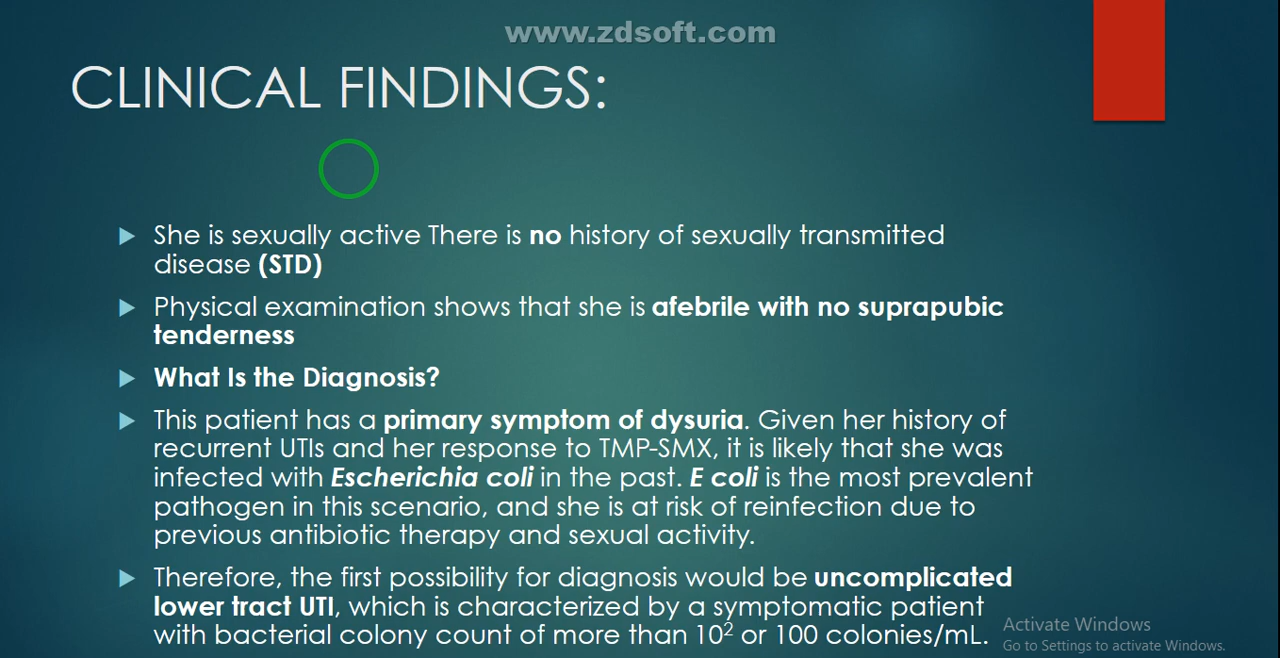 www.zdsoft.com
CLINICAL FINDINGS:
She is sexually active There is no history of sexually transmitted
disease (STD)
Physical examination shows that she is afebrile with no suprapubic
tenderness
What Is the Diagnosis?
This patient has a primary symptom of dysuria. Given her history of
recurrent UTIs and her response to TMP-SMX, it is likely that she was
infected with Escherichia coli in the past. E coli is the most prevalent
pathogen in this scenario, and she is at risk of reinfection due to
previous antibiotic therapy and sexual activity.
Therefore, the first possibility for diagnosis would be uncomplicated
lower tract UTI, which is characterized by a symptomatic patient
with bacterial colony count of more than 10² or 100 colonies/mL.
Activate Windows
Go to Settings to activate Windows.